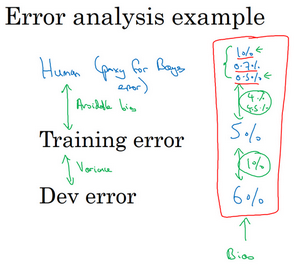 Error analysis example
Human (proxy for Bayes
error)
1%
0.7%
0.5%
Avoidable bias
4%
4.5%
Training error
5%
Variance
1%
Dev error
6%
Bias